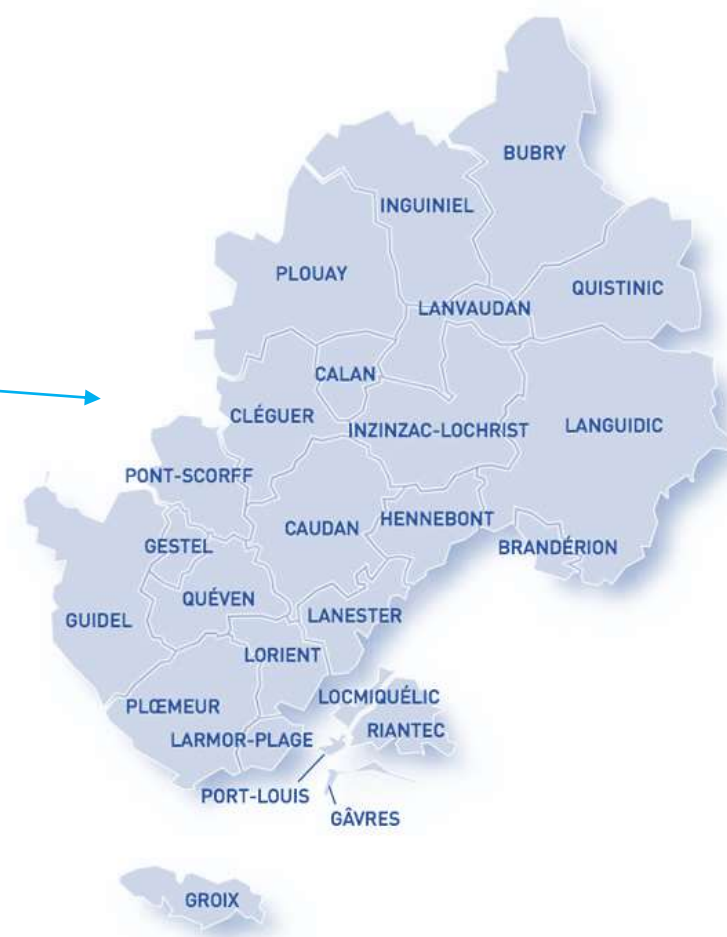 BUBRY
INGUINIEL
PLOUAY
QUISTINIC
LANVAUDAN
CALAN
CLÉGUER
INZINZAC-LOCHRIST
LANGUIDIC
PONT-SCORFF
HENNEBONT
CAUDAN
GESTEL
BRANDÉRION
QUÉVEN
LANESTER
GUIDEL
LORIENT
LOCMIQUÉLIC
PLŒMEUR
RIANTEC
LARMOR-PLAGE
PORT-LOUIS
GÂVRES
GROIX